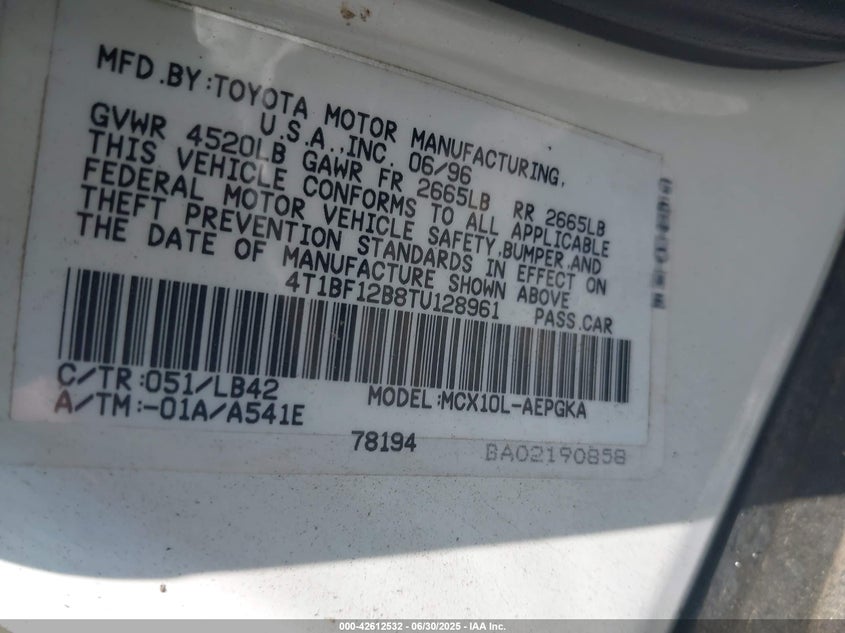 MFD.BY:TOYOTA MOTOR MANUFACTURING,
U.S.A.,INC. 06/96
GVWR 4520LB GAWR FR 2665LB RR 2665LB
THIS VEHICLE CONFORMS TO ALL APPLICABLE
FEDERAL MOTOR VEHICLE SAFETY,BUMPER,AND
THEFT PREVENTION STANDARDS IN EFFECT ON
THE DATE OF MANUFACTURE SHOWN ABOVE
4T1BF12B8TU128961 PASS.CAR
C/TR:051/LB42
MODEL:MCX10L-AEPGKA
A/TM:-01A/A541E
78194
BA02190858
000-42612532 - 06/30/2025 - IAA Inc.